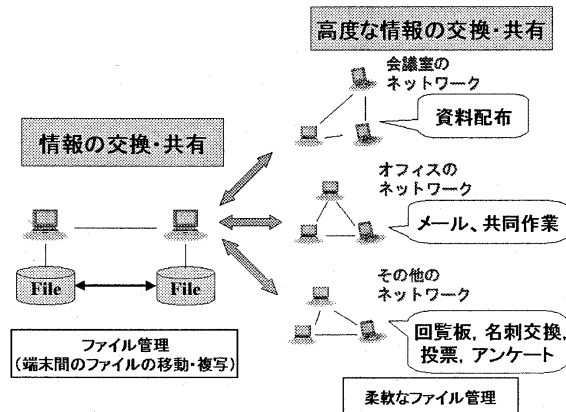 高度な情報の交換・共有
会議室の
ネットワーク
資料配布
情報の交換・共有
オフィスの
ネットワーク
メール、共同作業
File
File
その他の
ネットワーク
回覧板, 名刺交換,
投票, アンケート
ファイル管理
(端末間のファイルの移動・複写)
柔軟なファイル管理